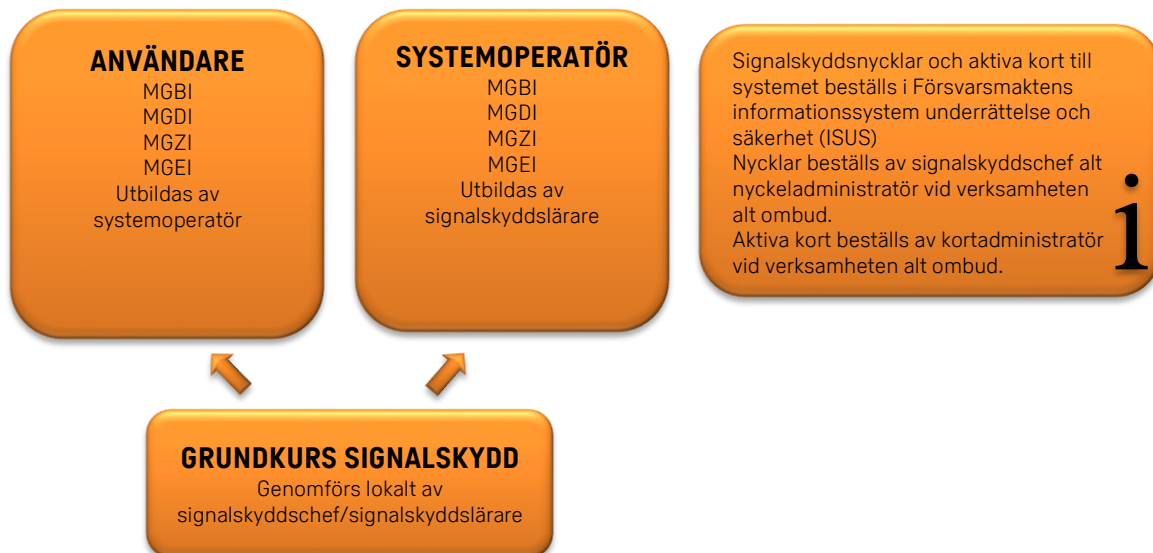 ANVÄNDARE
MGBI
MGDI
MGZI
MGEI
Utbildas av
systemoperatör
SYSTEMOPERATÖR
MGBI
MGDI
MGZI
MGEI
Utbildas av
signalskyddslärare
Signalskyddsnycklar och aktiva kort till
systemet beställs i Försvarsmaktens
informationssystem underrättelse och
säkerhet (ISUS)
Nycklar beställs av signalskyddschef alt
nyckeladministratör vid verksamheten
alt ombud.
Aktiva kort beställs av kortadministratör
vid verksamheten alt ombud.
i
GRUNDKURS SIGNALSKYDD
Genomförs lokalt av
signalskyddschef/signalskyddslärare